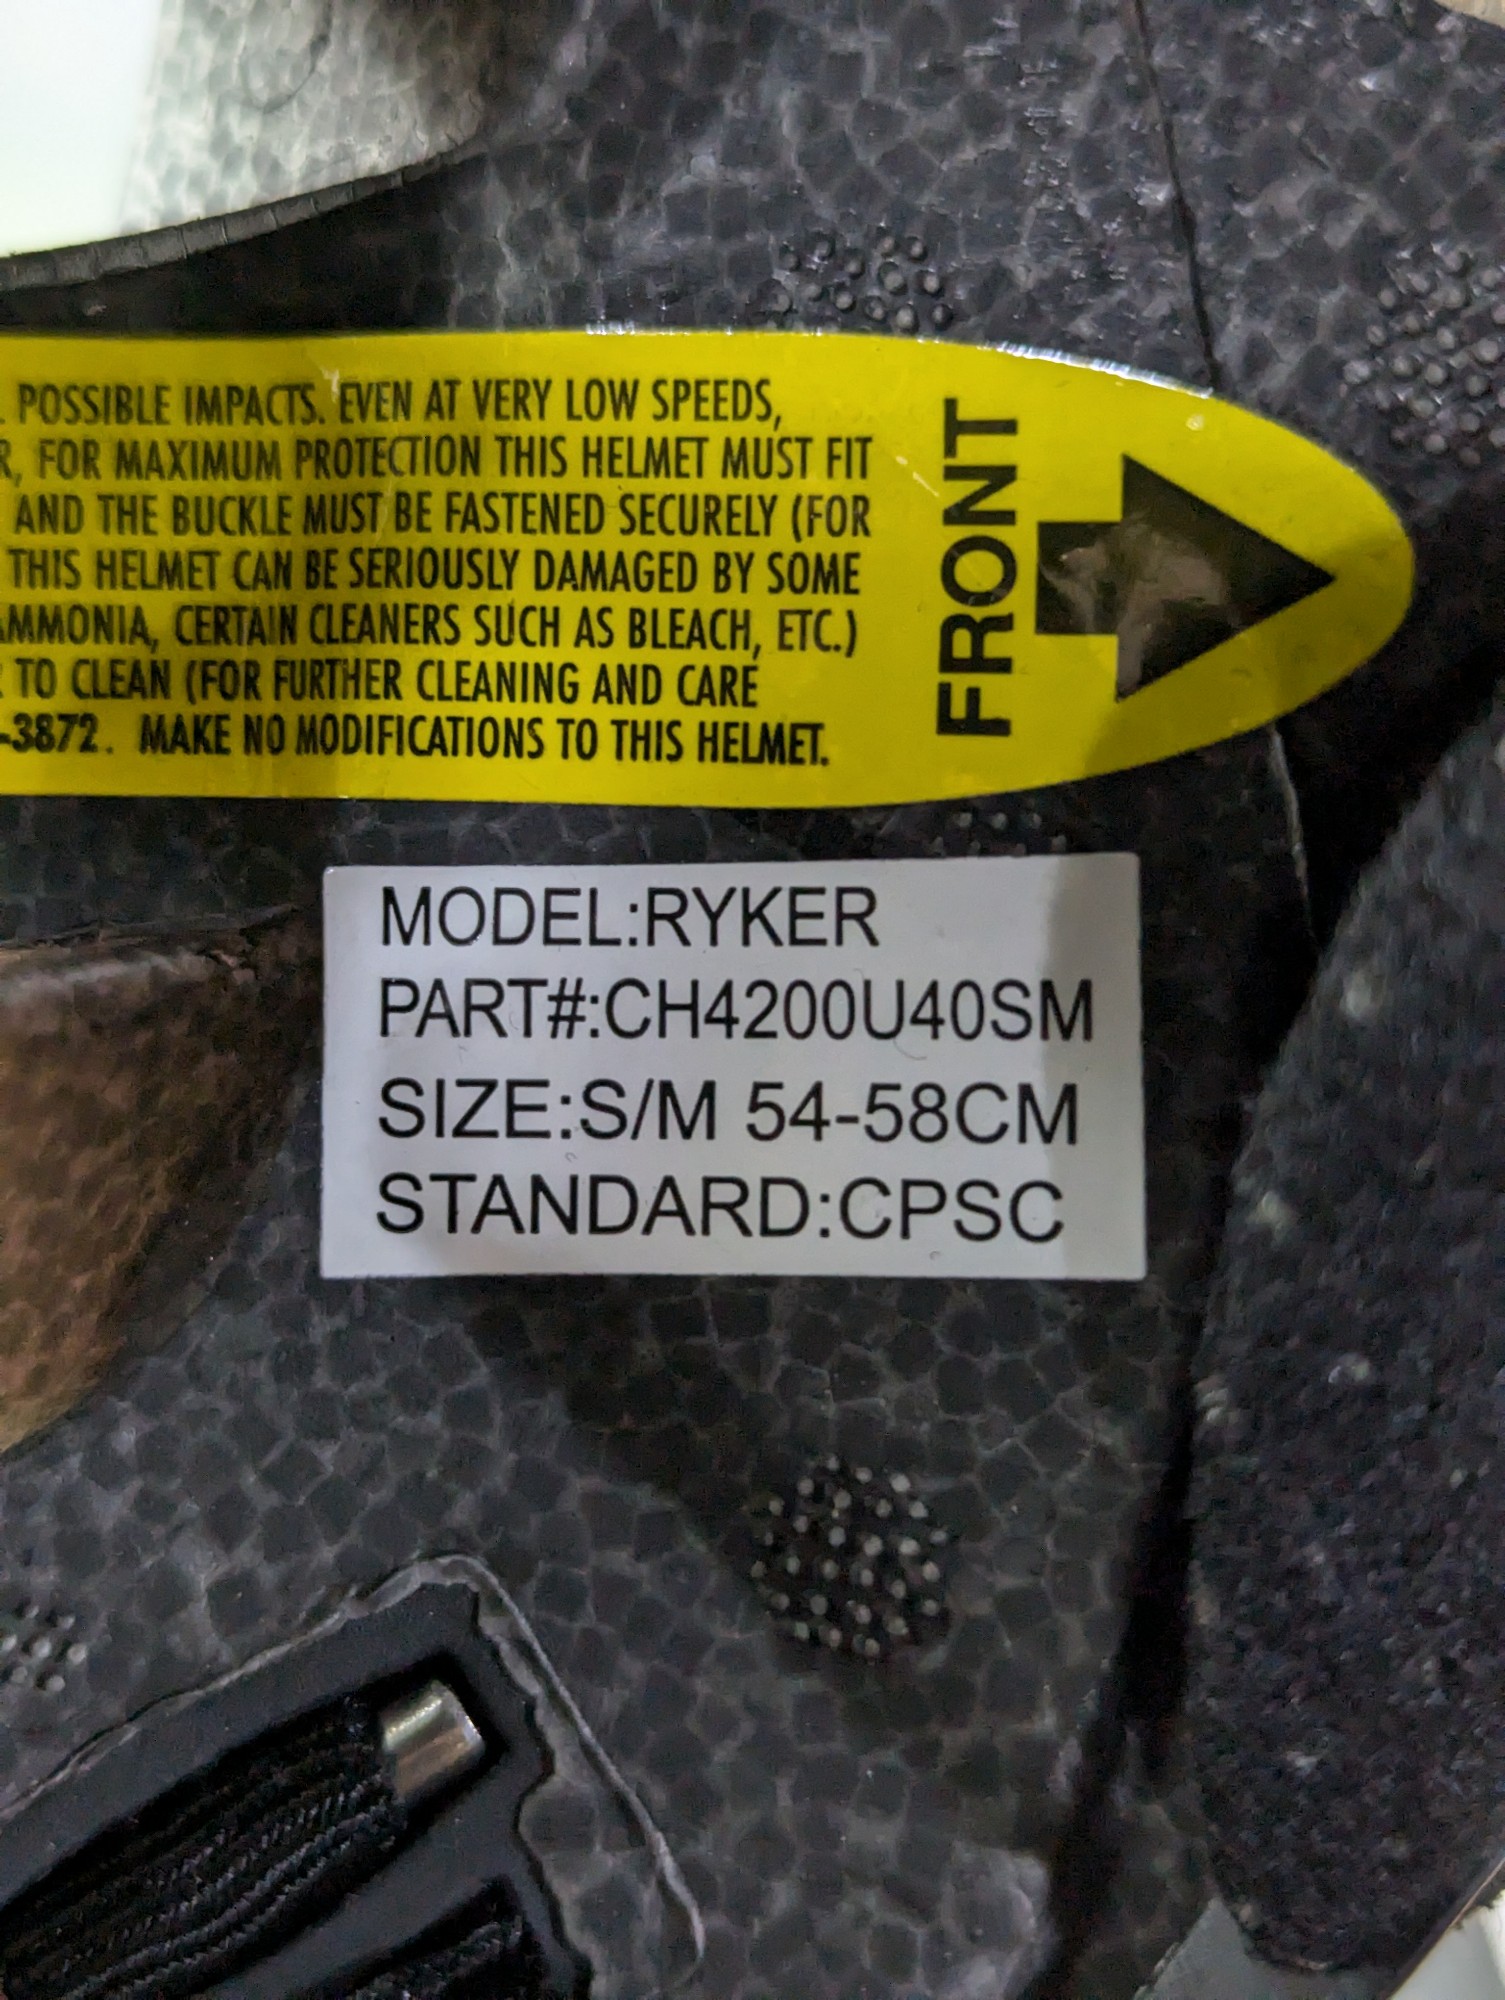 POSSIBLE IMPACTS. EVEN AT VERY LOW SPEEDS,
FOR MAXIMUM PROTECTION THIS HELMET MUST FIT
AND THE BUCKLE MUST BE FASTENED SECURELY (FOR
THIS HELMET CAN BE SERIOUSLY DAMAGED BY SOME
AMMONIA, CERTAIN CLEANERS SUCH AS BLEACH, ETC.)
TO CLEAN (FOR FURTHER CLEANING AND CARE
-3872. MAKE NO MODIFICATIONS TO THIS HELMET.
FRONT
MODEL:RYKER
PART#:CH4200U40SM
SIZE:S/M 54-58CM
STANDARD:CPSC